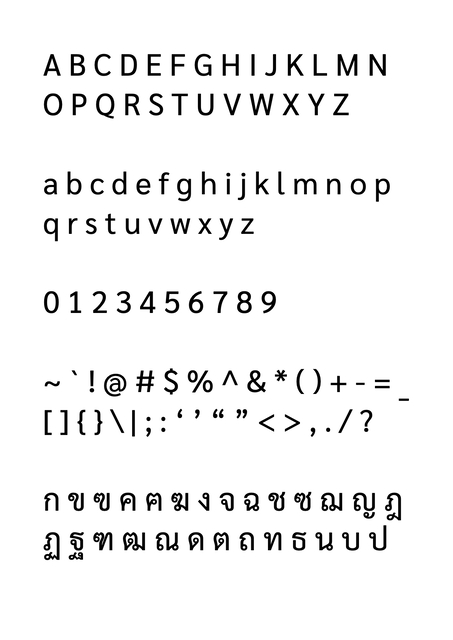 A B C D E F G H I J K L M N
O P Q R S T U V W X Y Z
a b c d e f g h i j k l m n o p
q r s t u v w x y z
0 1 2 3 4 5 6 7 8 9
~ ` ! @ # $ % ^ & * ( ) + - = _
[ ] { } \ | ; : ‘ ’ “ ” < > , . / ?
ก ข ฃ ค ฅ ฆ ง จ ฉ ช ซ ฌ ญ ฎ
ฏ ฐ ฑ ฒ ณ ด ต ถ ท ธ น บ ป